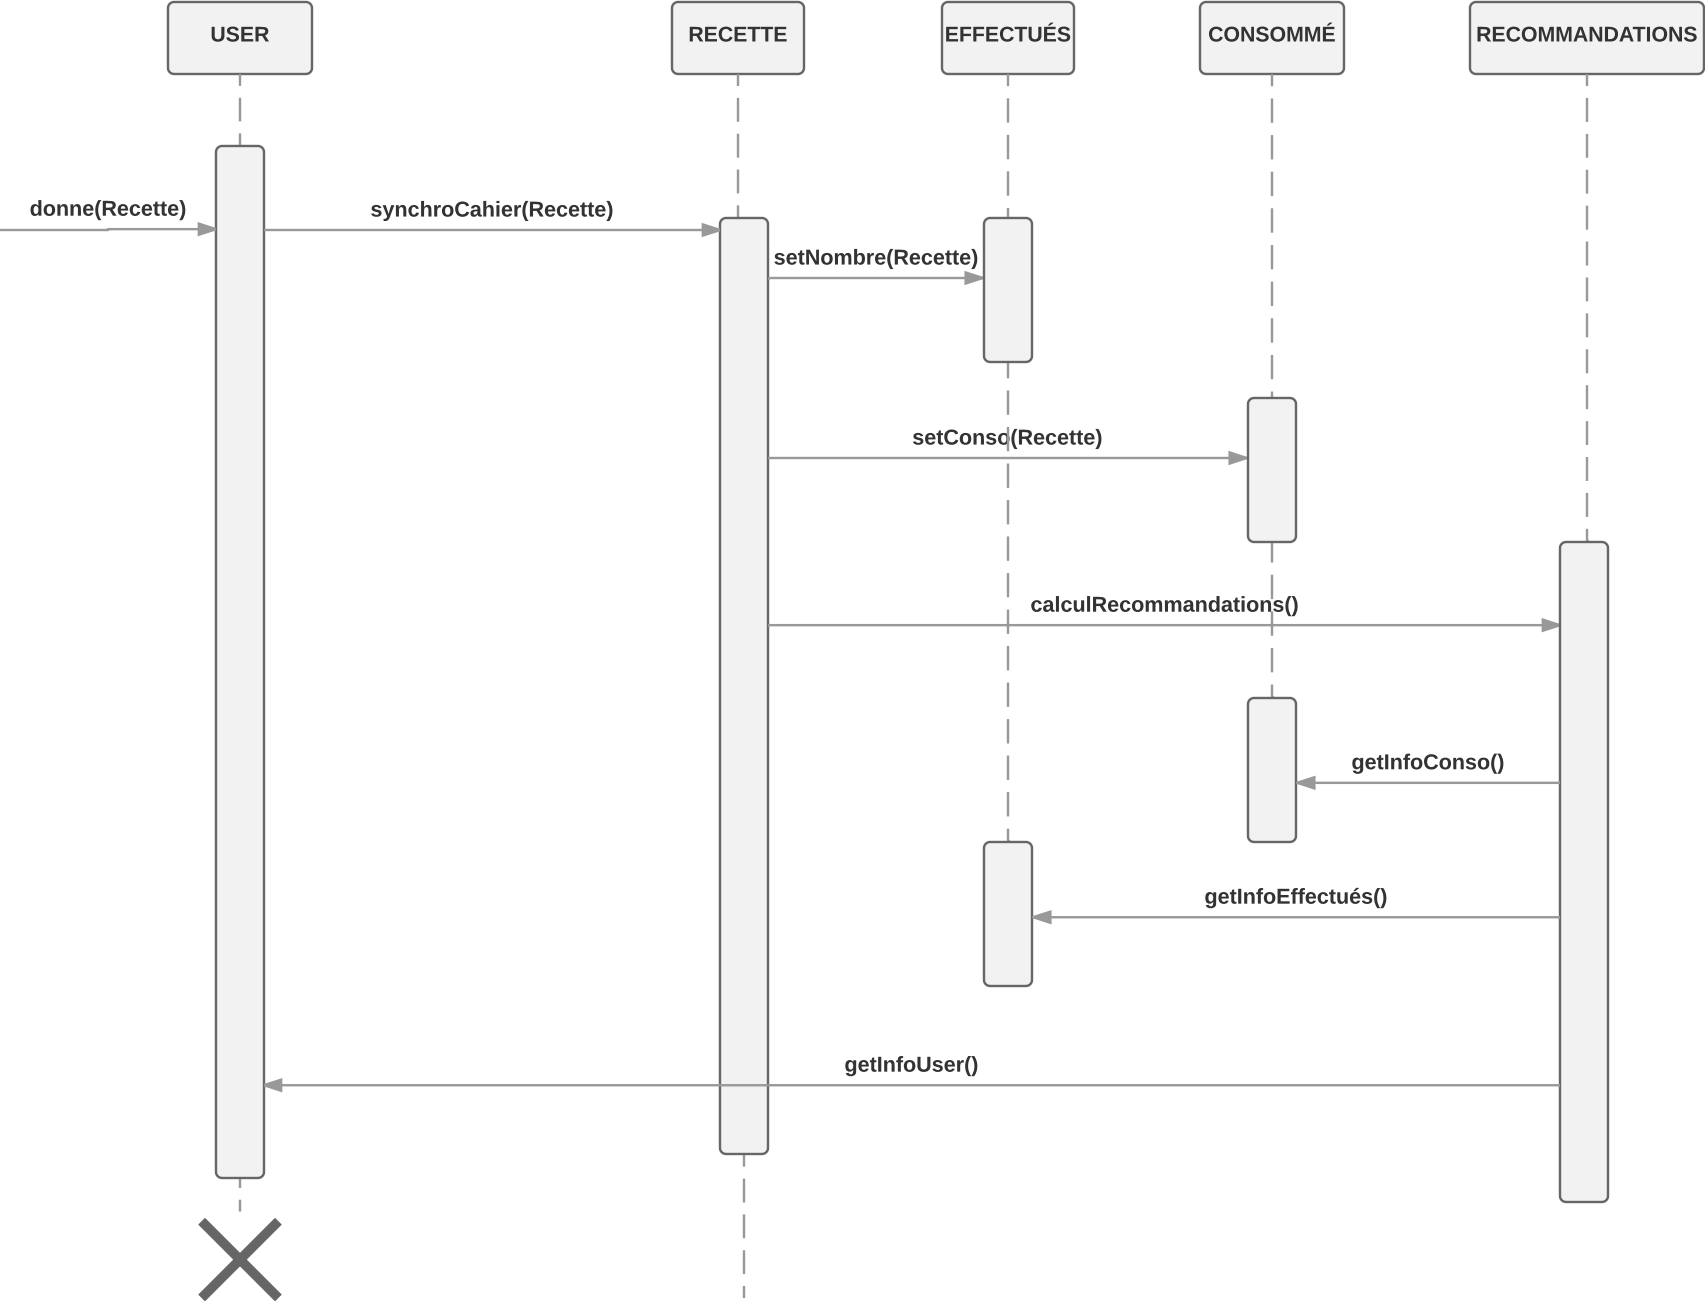 USER
RECETTE
EFFECTUÉS
CONSOMMÉ
RECOMMANDATIONS
donne(Recette)
synchroCahier(Recette)
setNombre(Recette)
setConso(Recette)
calculRecommandations()
getInfoConso()
getInfoEffectués()
getInfoUser()